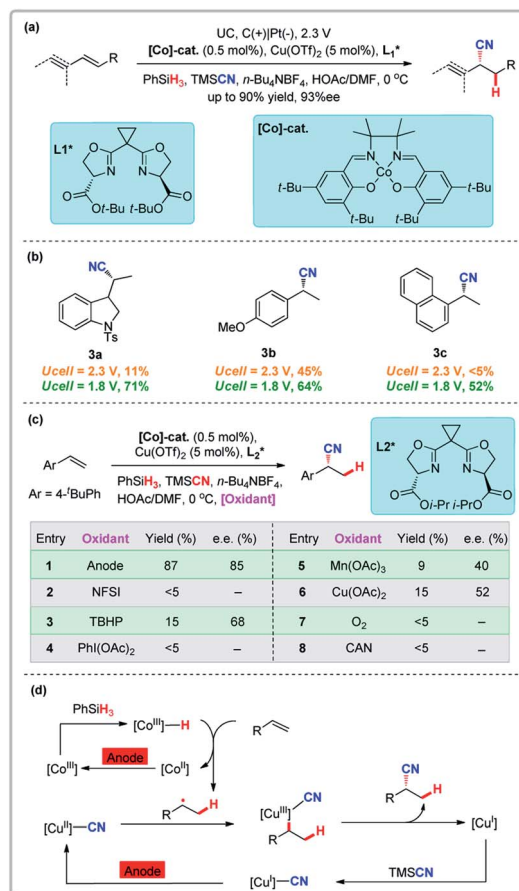 (a)
UC, C(+)|Pt(-), 2.3 V
[Co]-cat. (0.5 mol%), Cu(OTf)₂ (5 mol%), L₁*
PhSiH₃, TMSCN, n-Bu₄NBF₄, HOAc/DMF, 0 °C
up to 90% yield, 93%ee
R
CN
R
H
L1*
O
O
N
N
O
O
Ot-Bu
t-BuO
[Co]-cat.
N
N
Co
O
O
t-Bu
t-Bu
t-Bu
t-Bu
(b)
NC
N
Ts
3a
Ucell = 2.3 V, 11%
Ucell = 1.8 V, 71%
CN
MeO
3b
Ucell = 2.3 V, 45%
Ucell = 1.8 V, 64%
CN
3c
Ucell = 2.3 V, <5%
Ucell = 1.8 V, 52%
(c)
Ar
Ar = 4-ᵗBuPh
[Co]-cat. (0.5 mol%),
Cu(OTf)₂ (5 mol%), L₂*
PhSiH₃, TMSCN, n-Bu₄NBF₄,
HOAc/DMF, 0 °C, [Oxidant]
CN
Ar
H
L2*
O
O
N
N
O
O
Oi-Pr
i-PrO
Entry Oxidant Yield (%) e.e. (%) Entry Oxidant Yield (%) e.e. (%)
1 Anode 87 85 5 Mn(OAc)₃ 9 40
2 NFSI <5 – 6 Cu(OAc)₂ 15 52
3 TBHP 15 68 7 O₂ <5 –
4 PhI(OAc)₂ <5 – 8 CAN <5 –
(d)
PhSiH₃
[Coᴵᴵᴵ]—H
R
Anode
[Coᴵᴵᴵ]
[Coᴵᴵ]
[Cuᴵᴵ]—CN
R
H
[Cuᴵᴵᴵ]
CN
R
H
CN
R
H
[Cuᴵ]
Anode
TMSCN
[Cuᴵ]—CN